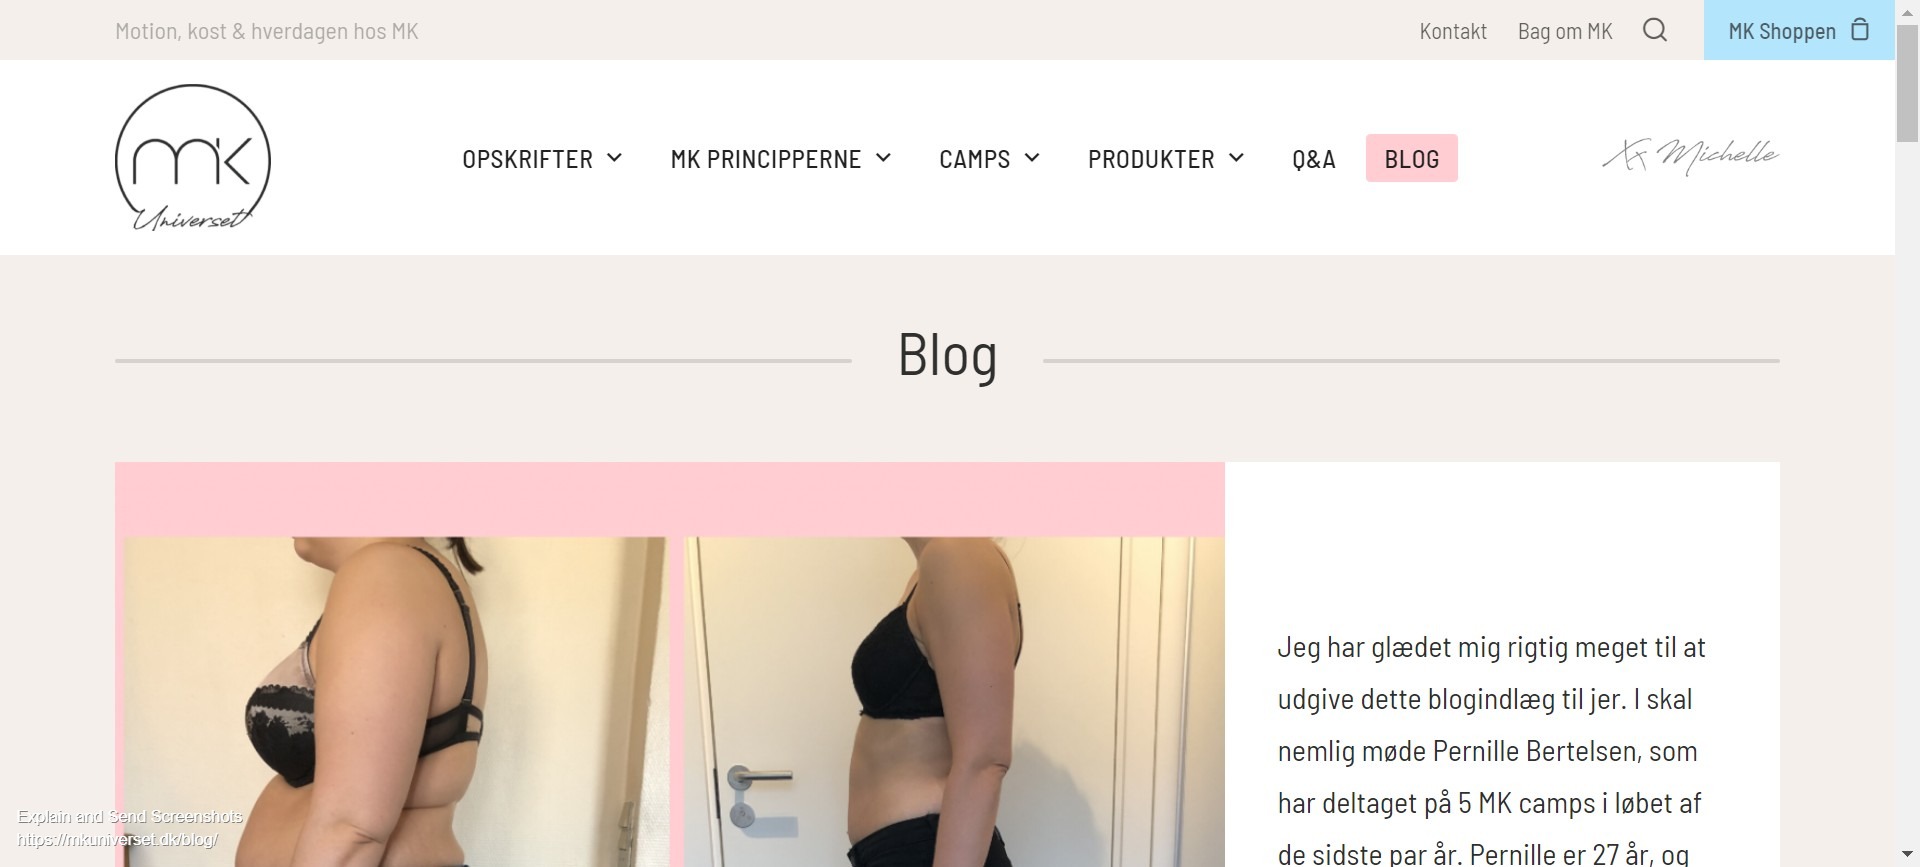 Motion, kost & hverdagen hos MK
Kontakt
Bag om MK
MK Shoppen
mk
Universet
OPSKRIFTER
MK PRINCIPPERNE
CAMPS
PRODUKTER
Q&A
BLOG
Xx Michelle
Blog
Jeg har glædet mig rigtig meget til at
udgive dette blogindlæg til jer. I skal
nemlig møde Pernille Bertelsen, som
har deltaget på 5 MK camps i løbet af
de sidste par år. Pernille er 27 år, og
Explain and Send Screenshots
https://mkuniverset.dk/blog/